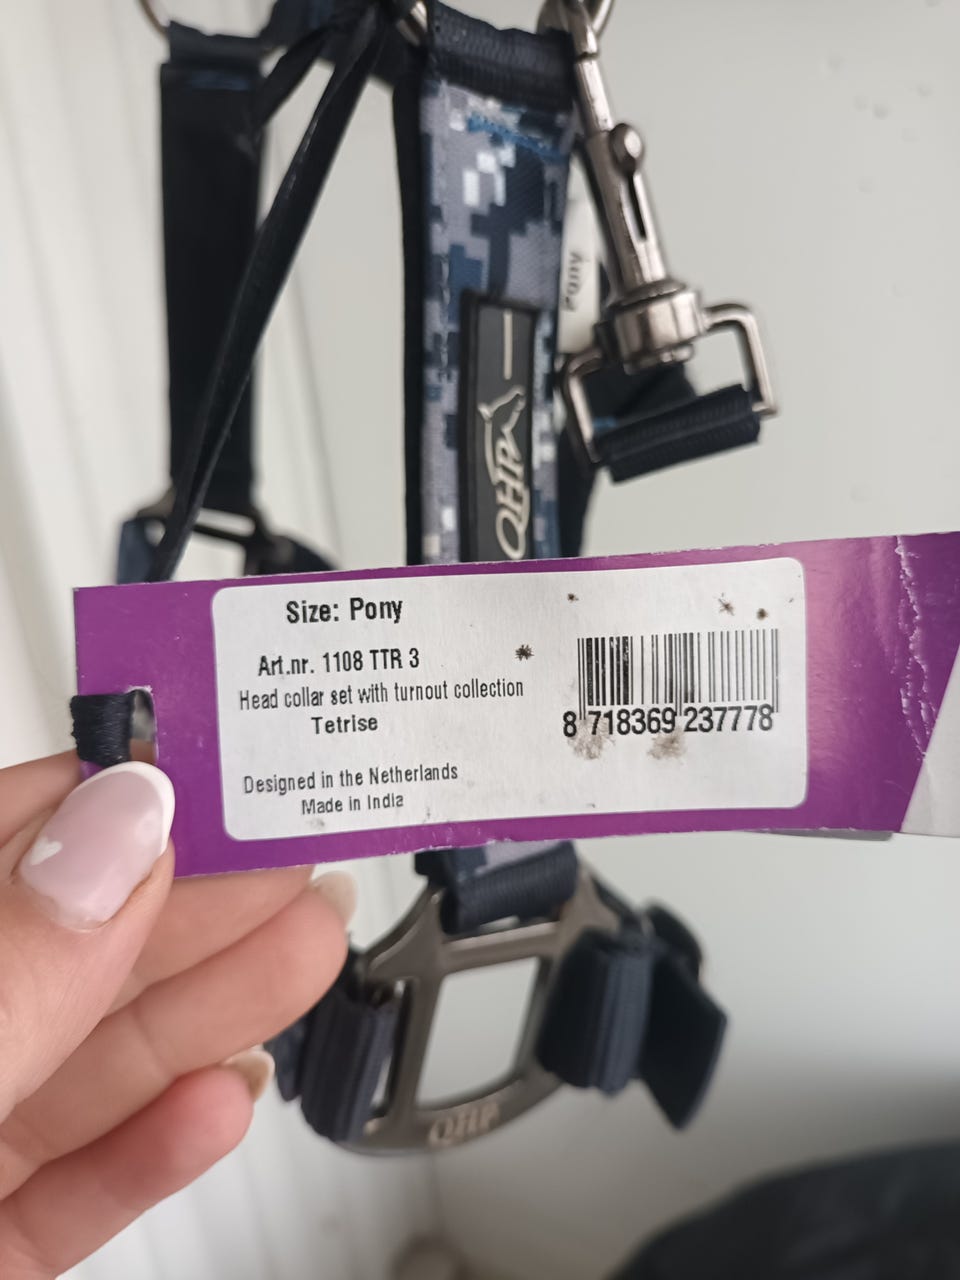 Pony
QHP
Size: Pony
Art.nr. 1108 TTR 3
Head collar set with turnout collection
Tetrise
Designed in the Netherlands
Made in India
8 718369 237778
QHP